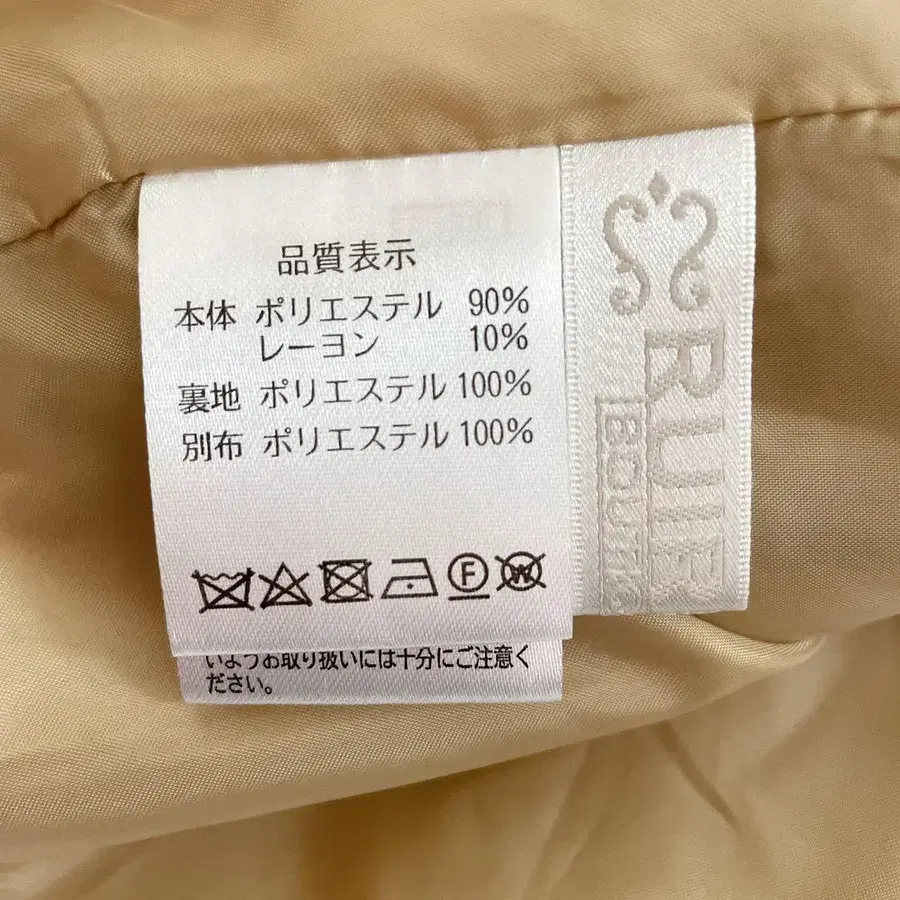 品質表示
本体 ポリエステル 90%
レーヨン 10%
裏地 ポリエステル 100%
別布 ポリエステル 100%
F
W
いようお取り扱いには十分にご注意く
ださい。
RUIR
BOUT